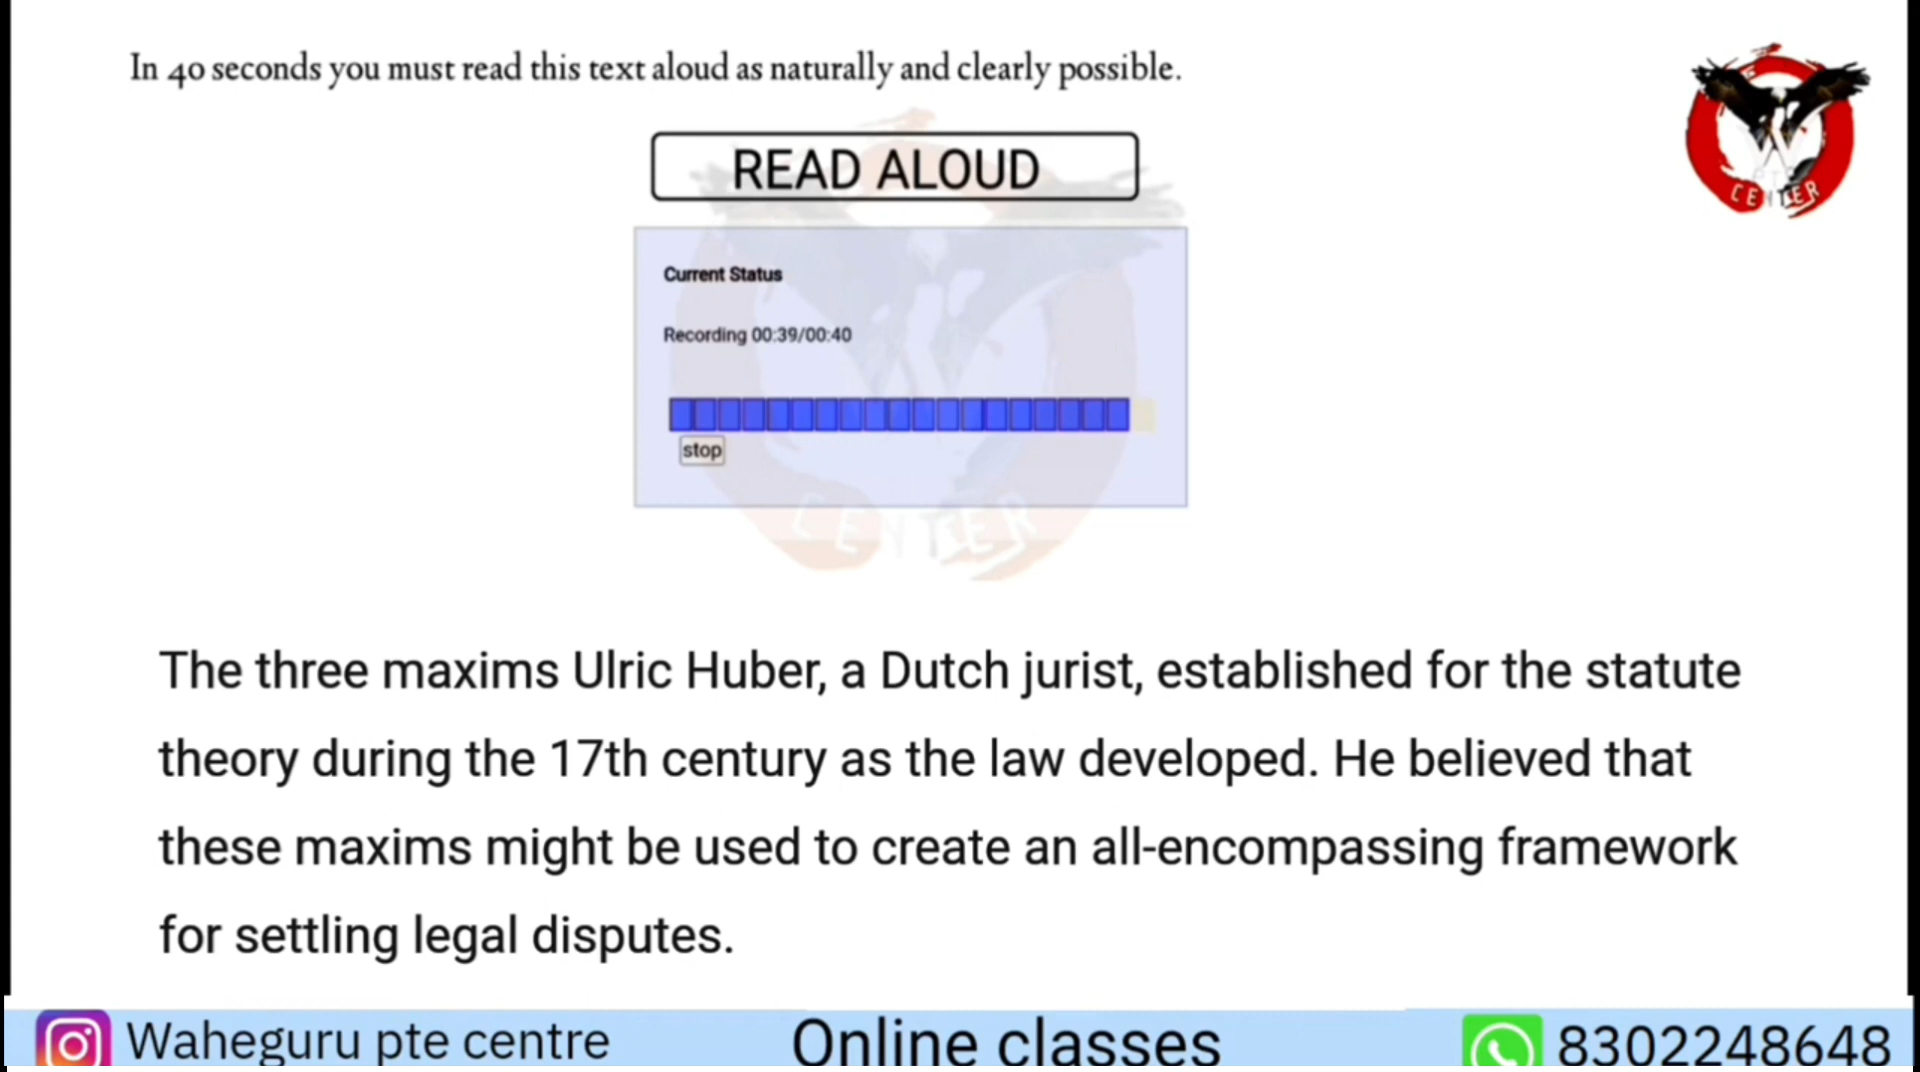 In 40 seconds you must read this text aloud as naturally and clearly possible.
READ ALOUD
CENTER
Current Status
Recording 00:39/00:40
stop
CENTER
The three maxims Ulric Huber, a Dutch jurist, established for the statute
theory during the 17th century as the law developed. He believed that
these maxims might be used to create an all-encompassing framework
for settling legal disputes.
Waheguru pte centre
Online classes
8302248648